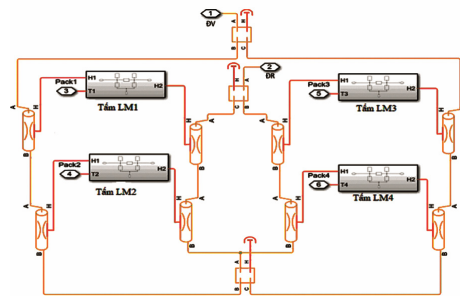 1
ĐV
A
H
B
C
2
ĐR
A
H
B
C
Pack1
H1
H2
3
T1
Tấm LM1
Pack3
H1
H2
5
T3
Tấm LM3
A
H
B
A
H
B
A
H
B
A
H
B
Pack2
H1
H2
4
T2
Tấm LM2
Pack4
H1
H2
6
T4
Tấm LM4
A
H
B
A
H
B
A
H
B
A
H
B
A
H
B
C